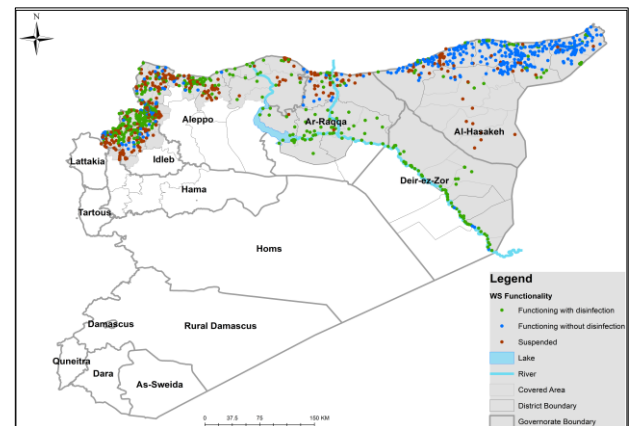 N
Aleppo
Ar-Raqqa
Al-Hasakeh
Lattakia
Idleb
Hama
Deir-ez-Zor
Tartous
Homs
Damascus
Rural Damascus
Quneitra
Dara
As-Sweida
0 37.5 75 150 KM
Legend
WS Functionality
Functioning with disinfection
Functioning without disinfection
Suspended
Lake
River
Covered Area
District Boundary
Governorate Boundary